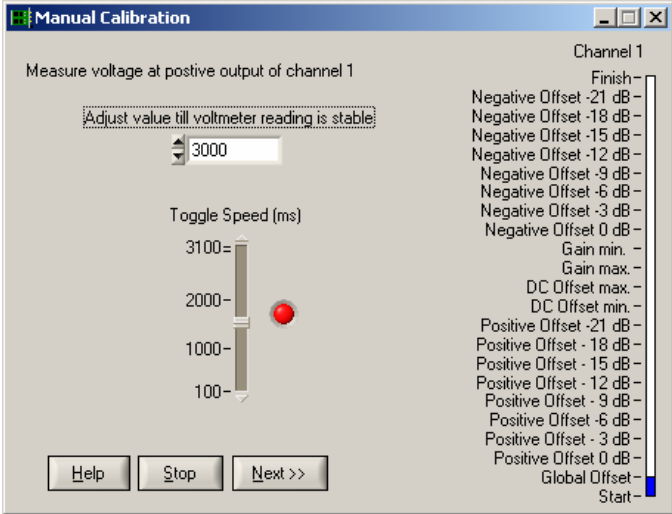 Manual Calibration
Channel 1
Measure voltage at postive output of channel 1
Adjust value till voltmeter reading is stable
3000
Toggle Speed (ms)
3100=
2000-
1000-
100-
Help
Stop
Next >>
Finish-
Negative Offset -21 dB-
Negative Offset -18 dB-
Negative Offset -15 dB-
Negative Offset -12 dB-
Negative Offset -9 dB-
Negative Offset -6 dB-
Negative Offset -3 dB-
Negative Offset 0 dB-
Gain min. -
Gain max.-
DC Offset max.-
DC Offset min.-
Positive Offset -21 dB-
Positive Offset - 18 dB-
Positive Offset - 15 dB-
Positive Offset - 12 dB-
Positive Offset - 9 dB-
Positive Offset -6 dB-
Positive Offset - 3 dB-
Positive Offset 0 dB-
Global Offset-
Start-